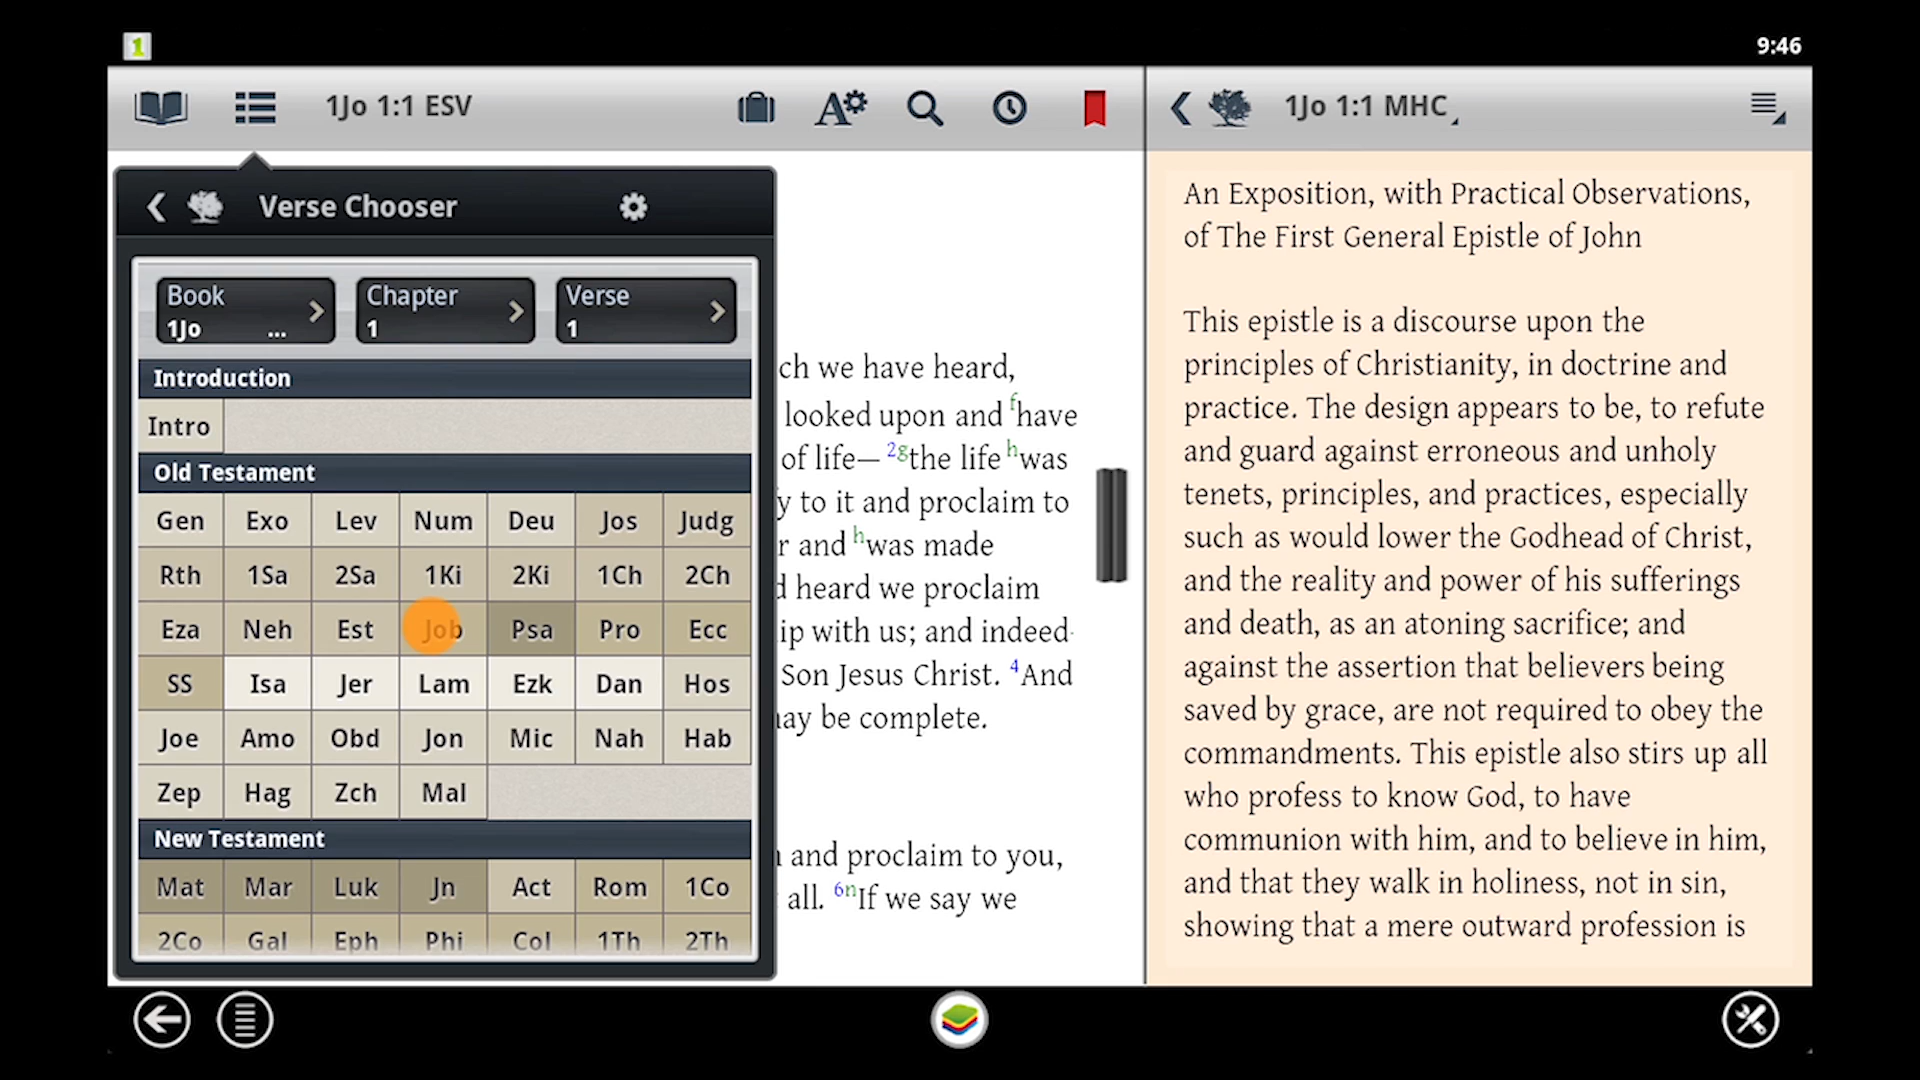 1
9:46
1Jo 1:1 ESV
A
1Jo 1:1 MHC
Verse Chooser
Book
1Jo ...
Chapter
1
Verse
1
Introduction
Intro
Old Testament
Gen Exo Lev Num Deu Jos Judg
Rth 1Sa 2Sa 1Ki 2Ki 1Ch 2Ch
Eza Neh Est Job Psa Pro Ecc
SS Isa Jer Lam Ezk Dan Hos
Joe Amo Obd Jon Mic Nah Hab
Zep Hag Zch Mal
New Testament
Mat Mar Luk Jn Act Rom 1Co
2Co Gal Eph Phi Col 1Th 2Th
we have heard,
looked upon and fhave
of life— 2gthe life hwas
to it and proclaim to
and hwas made
heard we proclaim
with us; and indeed
Son Jesus Christ. 4And
be complete.
and proclaim to you,
all. 6nIf we say we
An Exposition, with Practical Observations,
of The First General Epistle of John
This epistle is a discourse upon the
principles of Christianity, in doctrine and
practice. The design appears to be, to refute
and guard against erroneous and unholy
tenets, principles, and practices, especially
such as would lower the Godhead of Christ,
and the reality and power of his sufferings
and death, as an atoning sacrifice; and
against the assertion that believers being
saved by grace, are not required to obey the
commandments. This epistle also stirs up all
who profess to know God, to have
communion with him, and to believe in him,
and that they walk in holiness, not in sin,
showing that a mere outward profession is